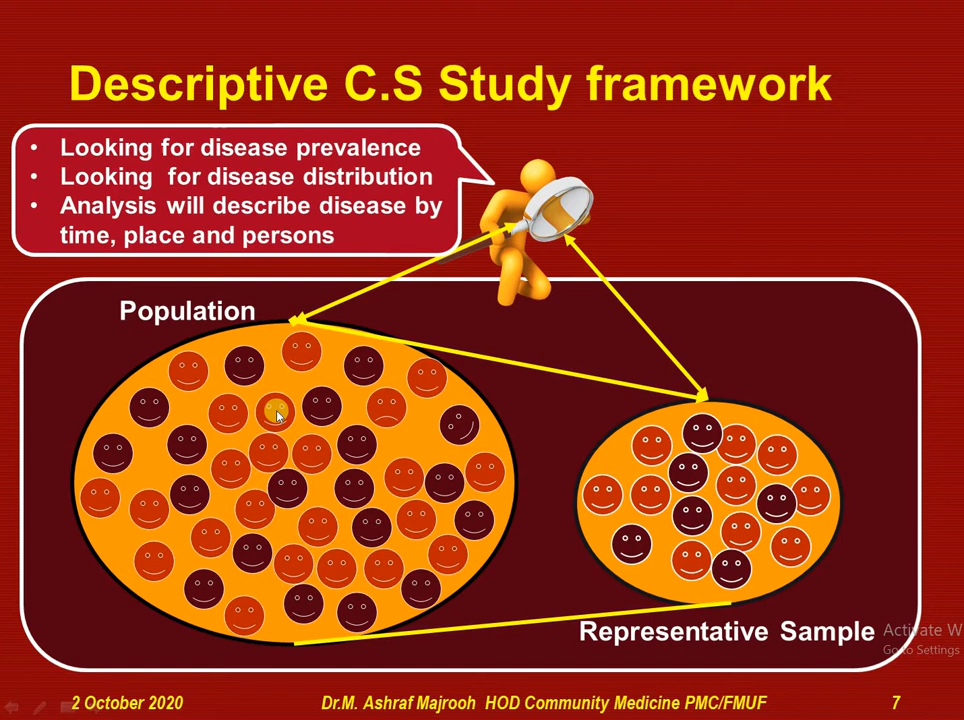 Descriptive C.S Study framework
• Looking for disease prevalence
• Looking for disease distribution
• Analysis will describe disease by
time, place and persons
Population
Representative Sample
Activate W
Go to Settings
2 October 2020
Dr.M. Ashraf Majrooh HOD Community Medicine PMC/FMUF
7